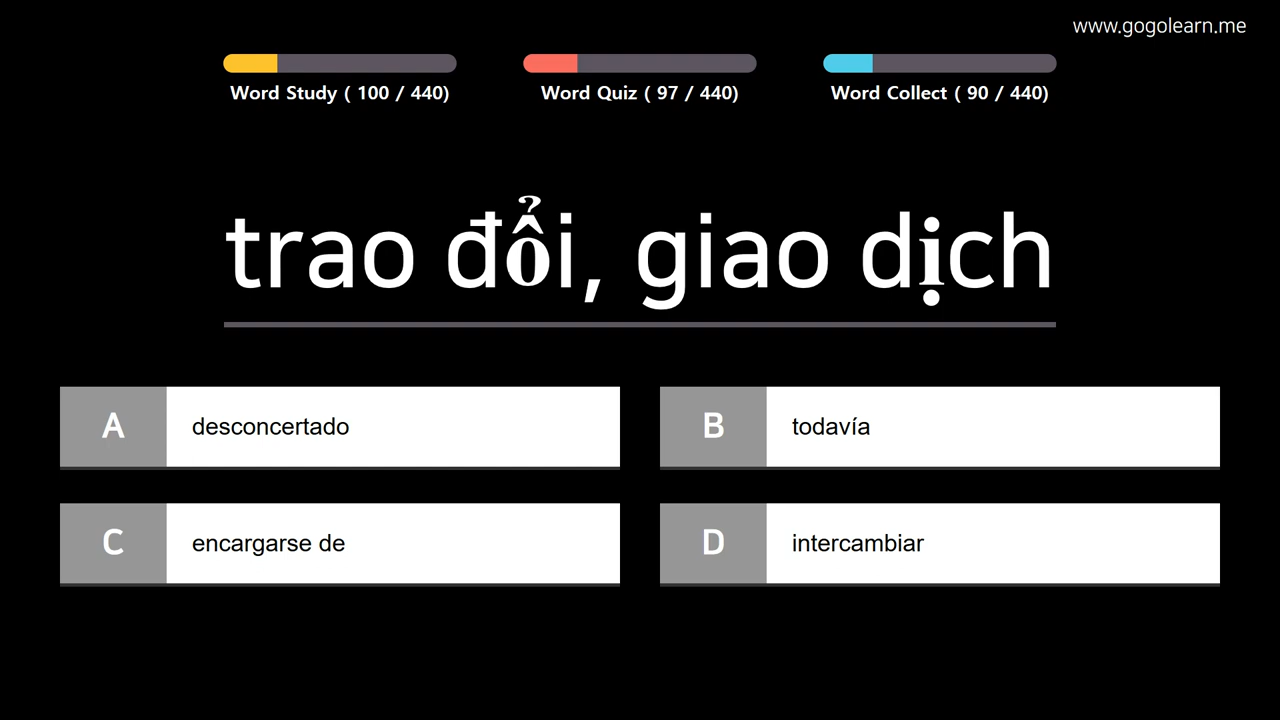 www.gogolearn.me
Word Study ( 100 / 440)
Word Quiz ( 97 / 440)
Word Collect ( 90 / 440)
trao đổi, giao dịch
A
desconcertado
B
todavía
C
encargarse de
D
intercambiar